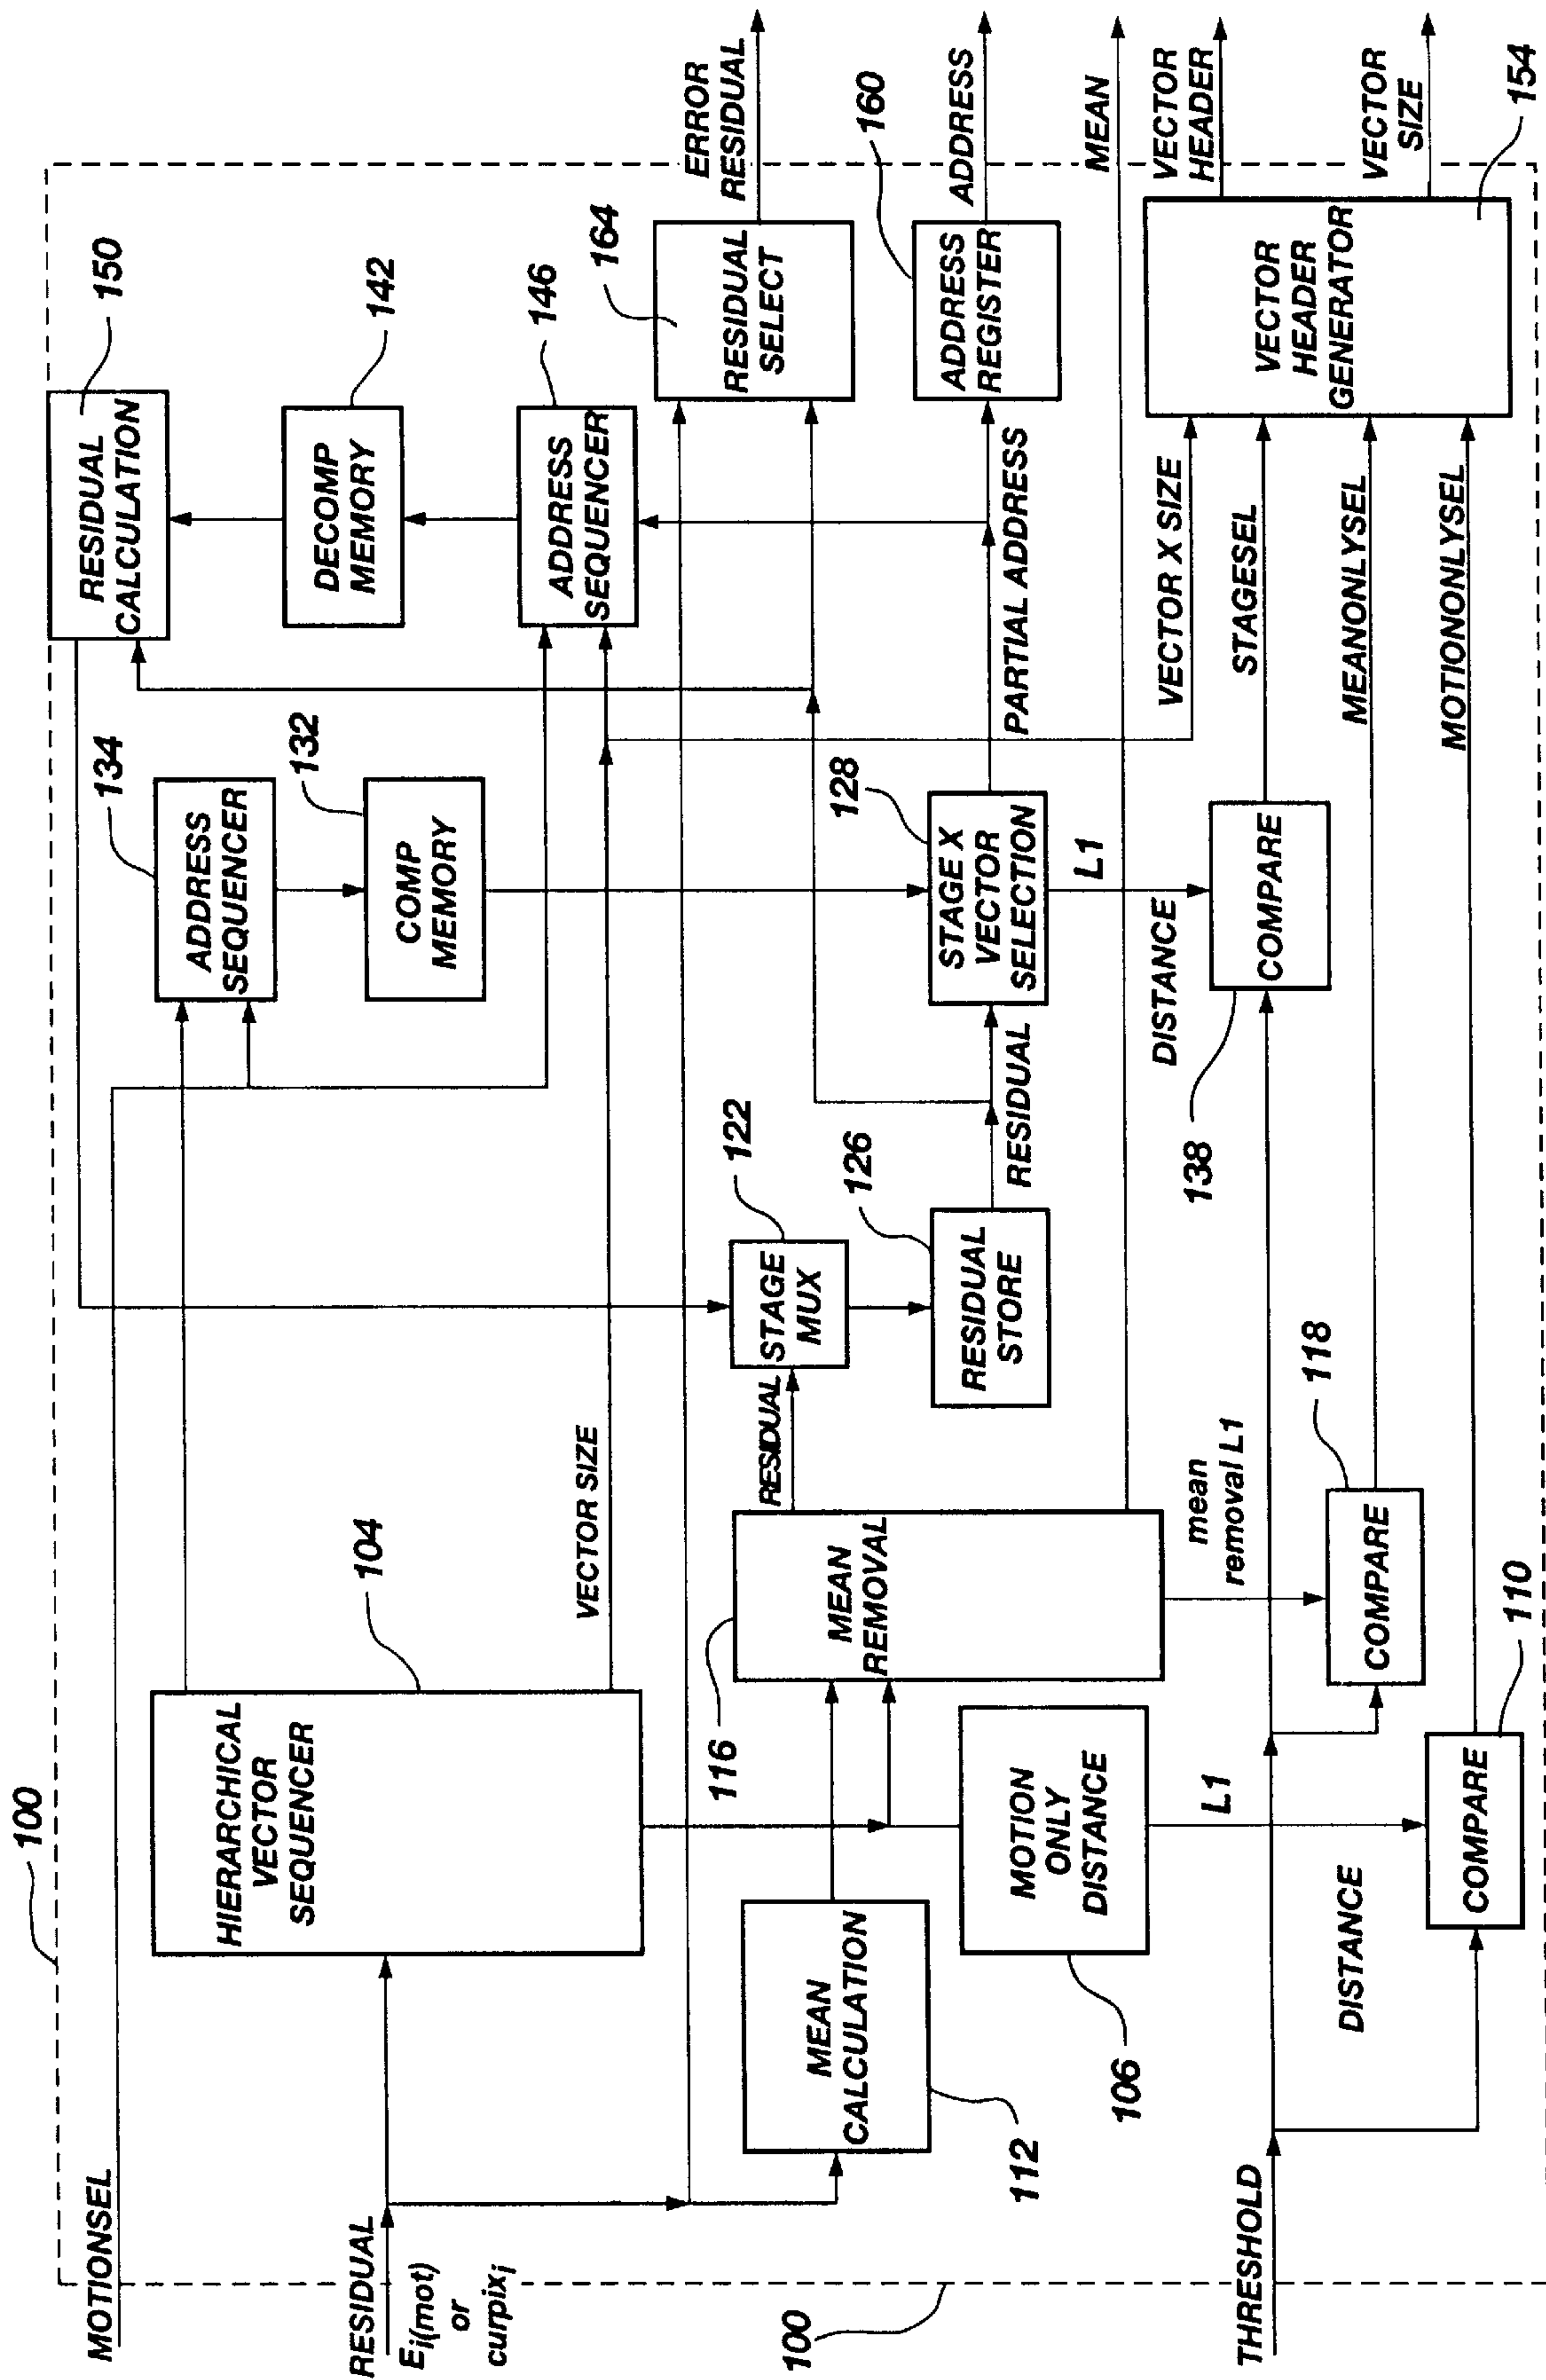 100
MOTIONSEL
RESIDUAL
Ei(mot)
or
curpixi
100
THRESHOLD
HIERARCHICAL
VECTOR
SEQUENCER
104
VECTOR SIZE
MEAN
CALCULATION
112
MOTION
ONLY
DISTANCE
106
L1
DISTANCE
COMPARE
110
MEAN
REMOVAL
116
mean
removal L1
COMPARE
118
RESIDUAL
STAGE
MUX
122
RESIDUAL
STORE
126
RESIDUAL
ADDRESS
SEQUENCER
134
COMP
MEMORY
132
STAGE X
VECTOR
SELECTION
128
L1
DISTANCE
COMPARE
138
RESIDUAL
CALCULATION
150
DECOMP
MEMORY
142
ADDRESS
SEQUENCER
146
RESIDUAL
SELECT
164
ERROR
RESIDUAL
PARTIAL ADDRESS
ADDRESS
REGISTER
160
ADDRESS
MEAN
VECTOR X SIZE
STAGESEL
MEANONLYSEL
MOTIONONLYSEL
VECTOR
HEADER
GENERATOR
154
VECTOR
HEADER
VECTOR
SIZE